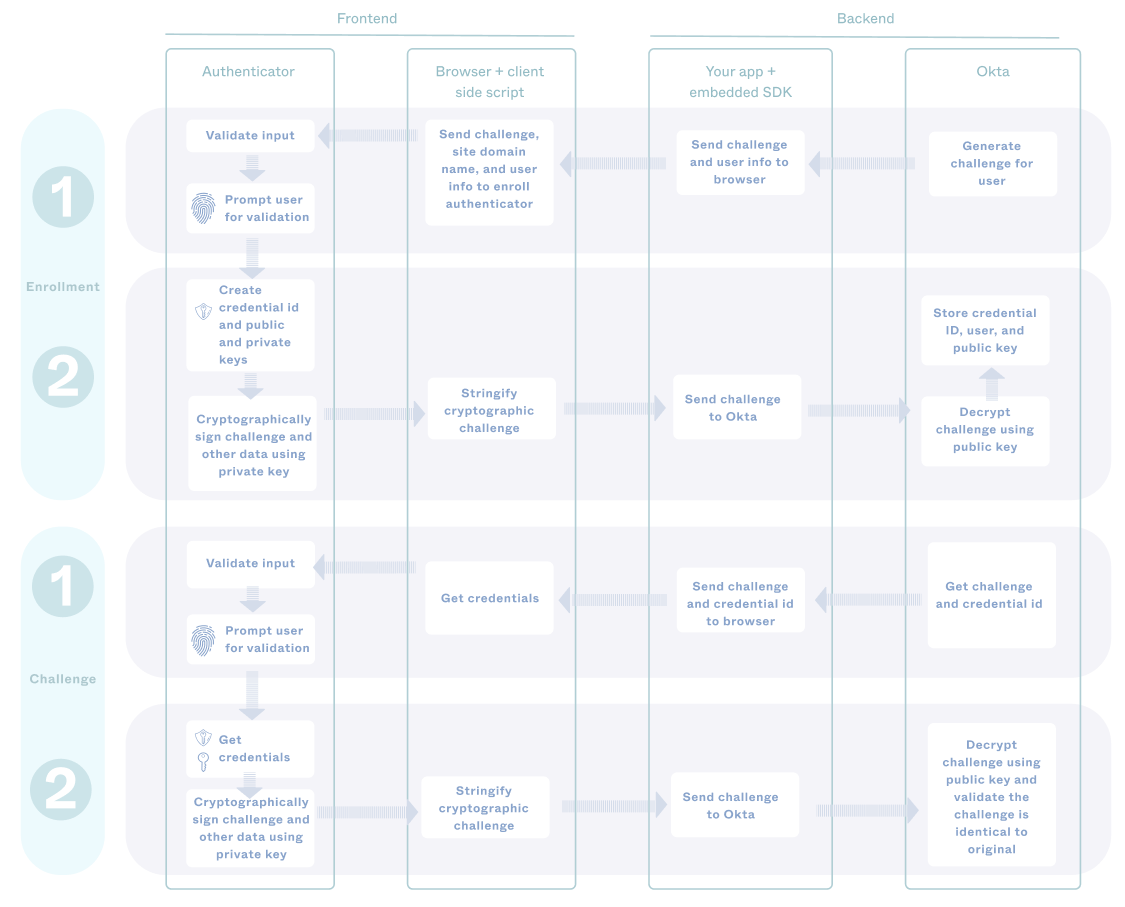 Frontend
Backend
Authenticator
Browser + client
side script
Your app +
embedded SDK
Okta
1
Enrollment
2
Validate input
Prompt user
for validation
Send challenge,
site domain
name, and user
info to enroll
authenticator
Send challenge
and user info to
browser
Generate
challenge for
user
Create
credential id
and public
and private
keys
Cryptographically
sign challenge and
other data using
private key
Stringify
cryptographic
challenge
Send challenge
to Okta
Store credential
ID, user, and
public key
Decrypt
challenge using
public key
1
Challenge
2
Validate input
Prompt user
for validation
Get credentials
Send challenge
and credential id
to browser
Get challenge
and credential id
Get
credentials
Cryptographically
sign challenge and
other data using
private key
Stringify
cryptographic
challenge
Send challenge
to Okta
Decrypt
challenge using
public key and
validate the
challenge is
identical to
original